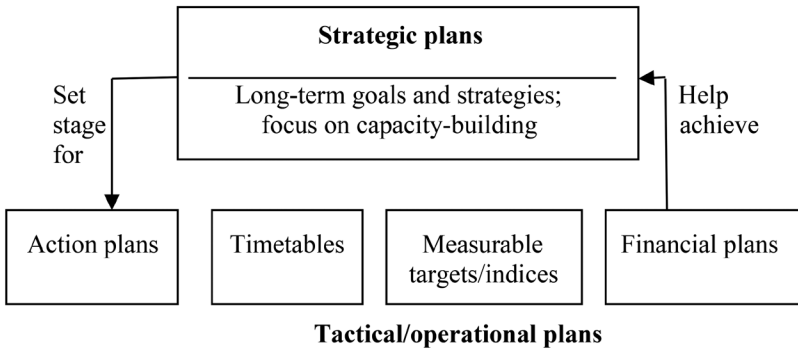 Strategic plans
Long-term goals and strategies;
focus on capacity-building
Set
stage
for
Help
achieve
Action plans
Timetables
Measurable
targets/indices
Financial plans
Tactical/operational plans